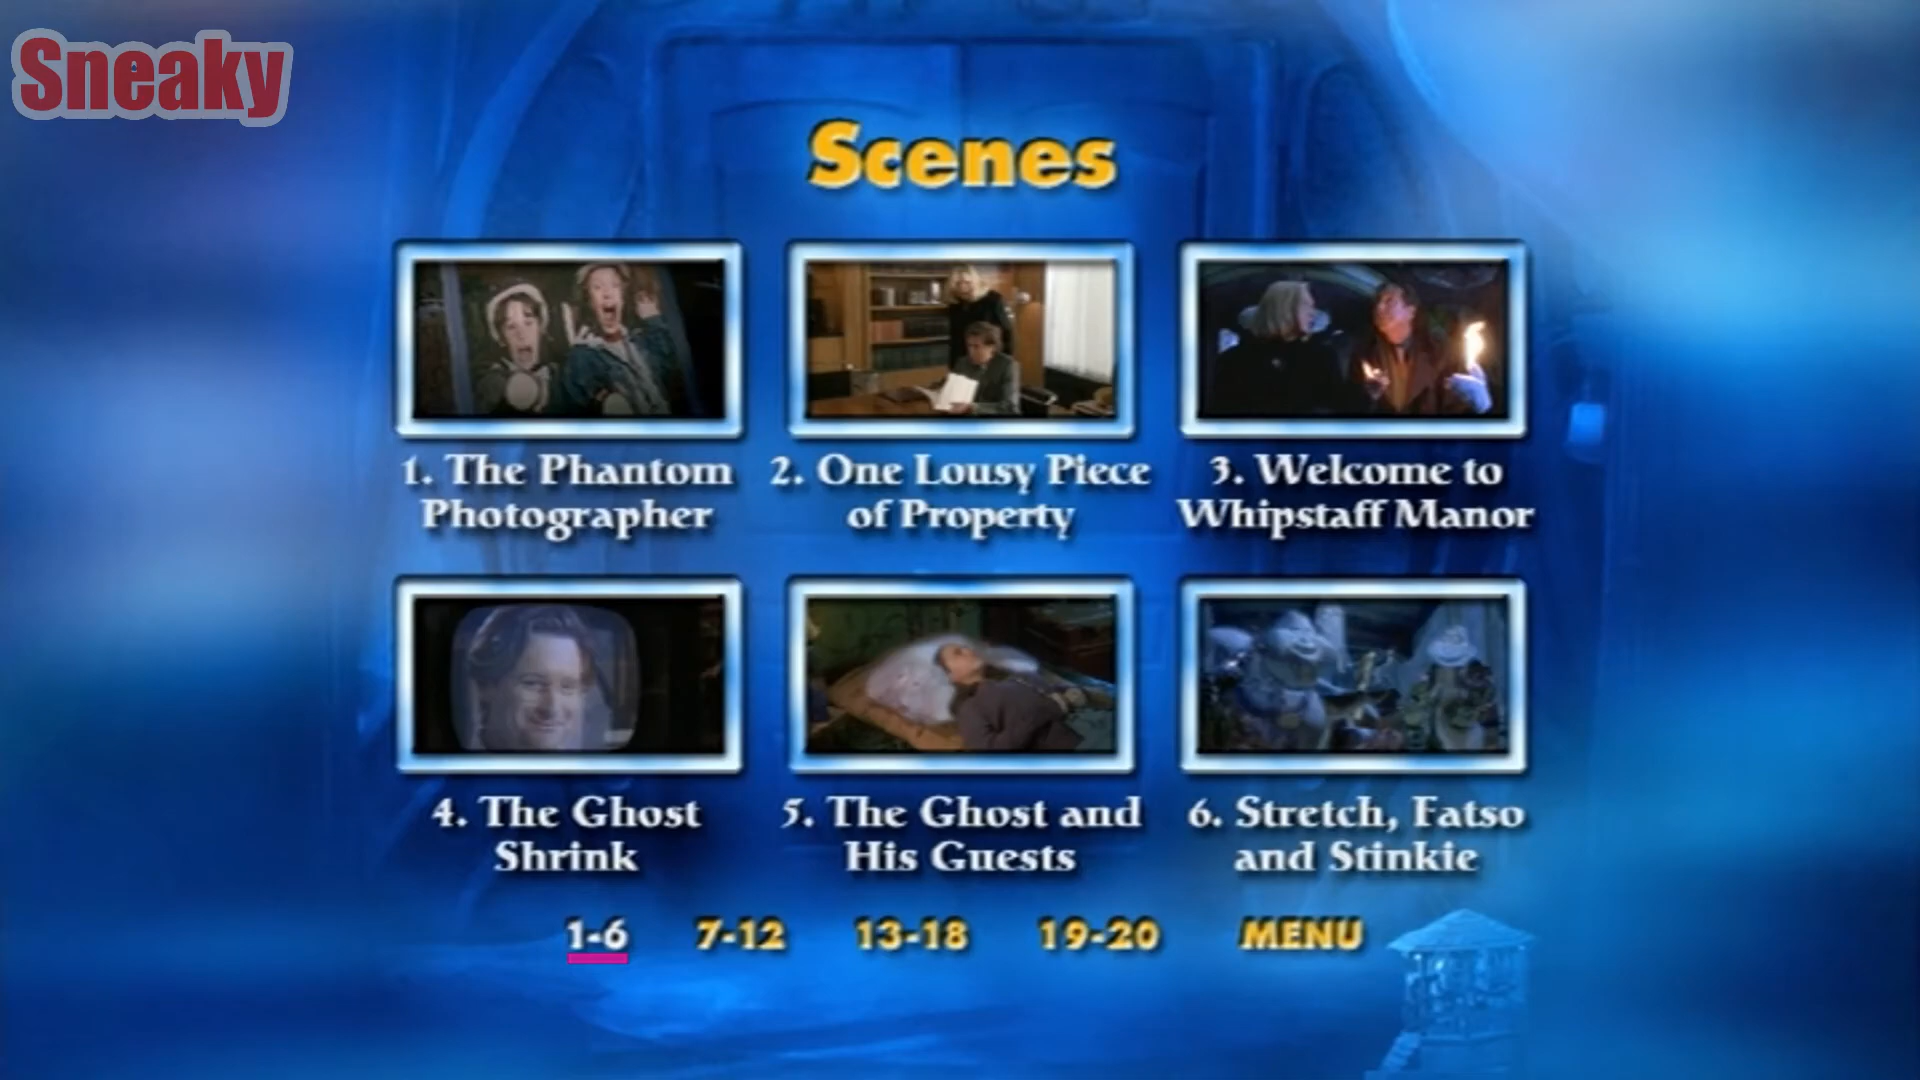 Sneaky
Scenes
1. The Phantom
Photographer
2. One Lousy Piece
of Property
3. Welcome to
Whipstaff Manor
4. The Ghost
Shrink
5. The Ghost and
His Guests
6. Stretch, Fatso
and Stinkie
1-6 7-12 13-18 19-20 MENU